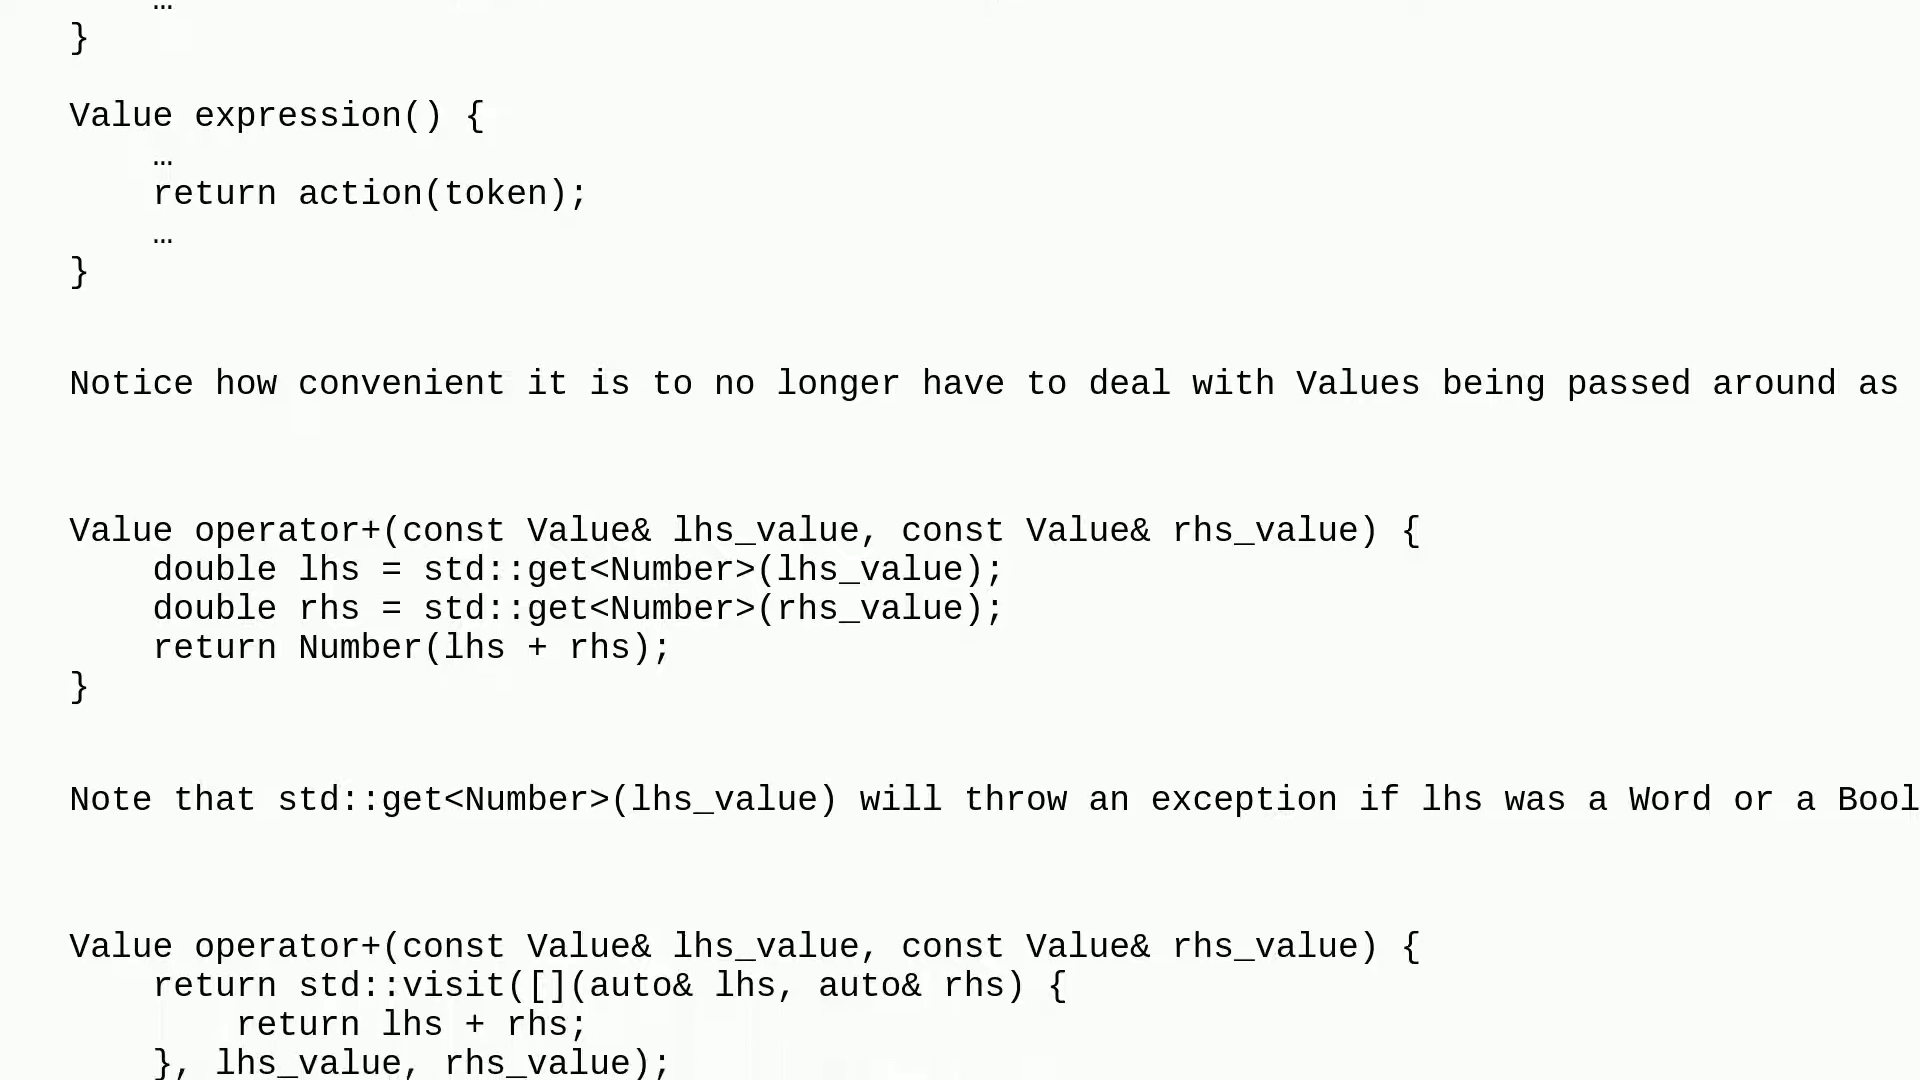 …
}
Value expression() {
…
return action(token);
…
}
Notice how convenient it is to no longer have to deal with Values being passed around as
Value operator+(const Value& lhs_value, const Value& rhs_value) {
double lhs = std::get<Number>(lhs_value);
double rhs = std::get<Number>(rhs_value);
return Number(lhs + rhs);
}
Note that std::get<Number>(lhs_value) will throw an exception if lhs was a Word or a Bool
Value operator+(const Value& lhs_value, const Value& rhs_value) {
return std::visit([](auto& lhs, auto& rhs) {
return lhs + rhs;
}, lhs_value, rhs_value);